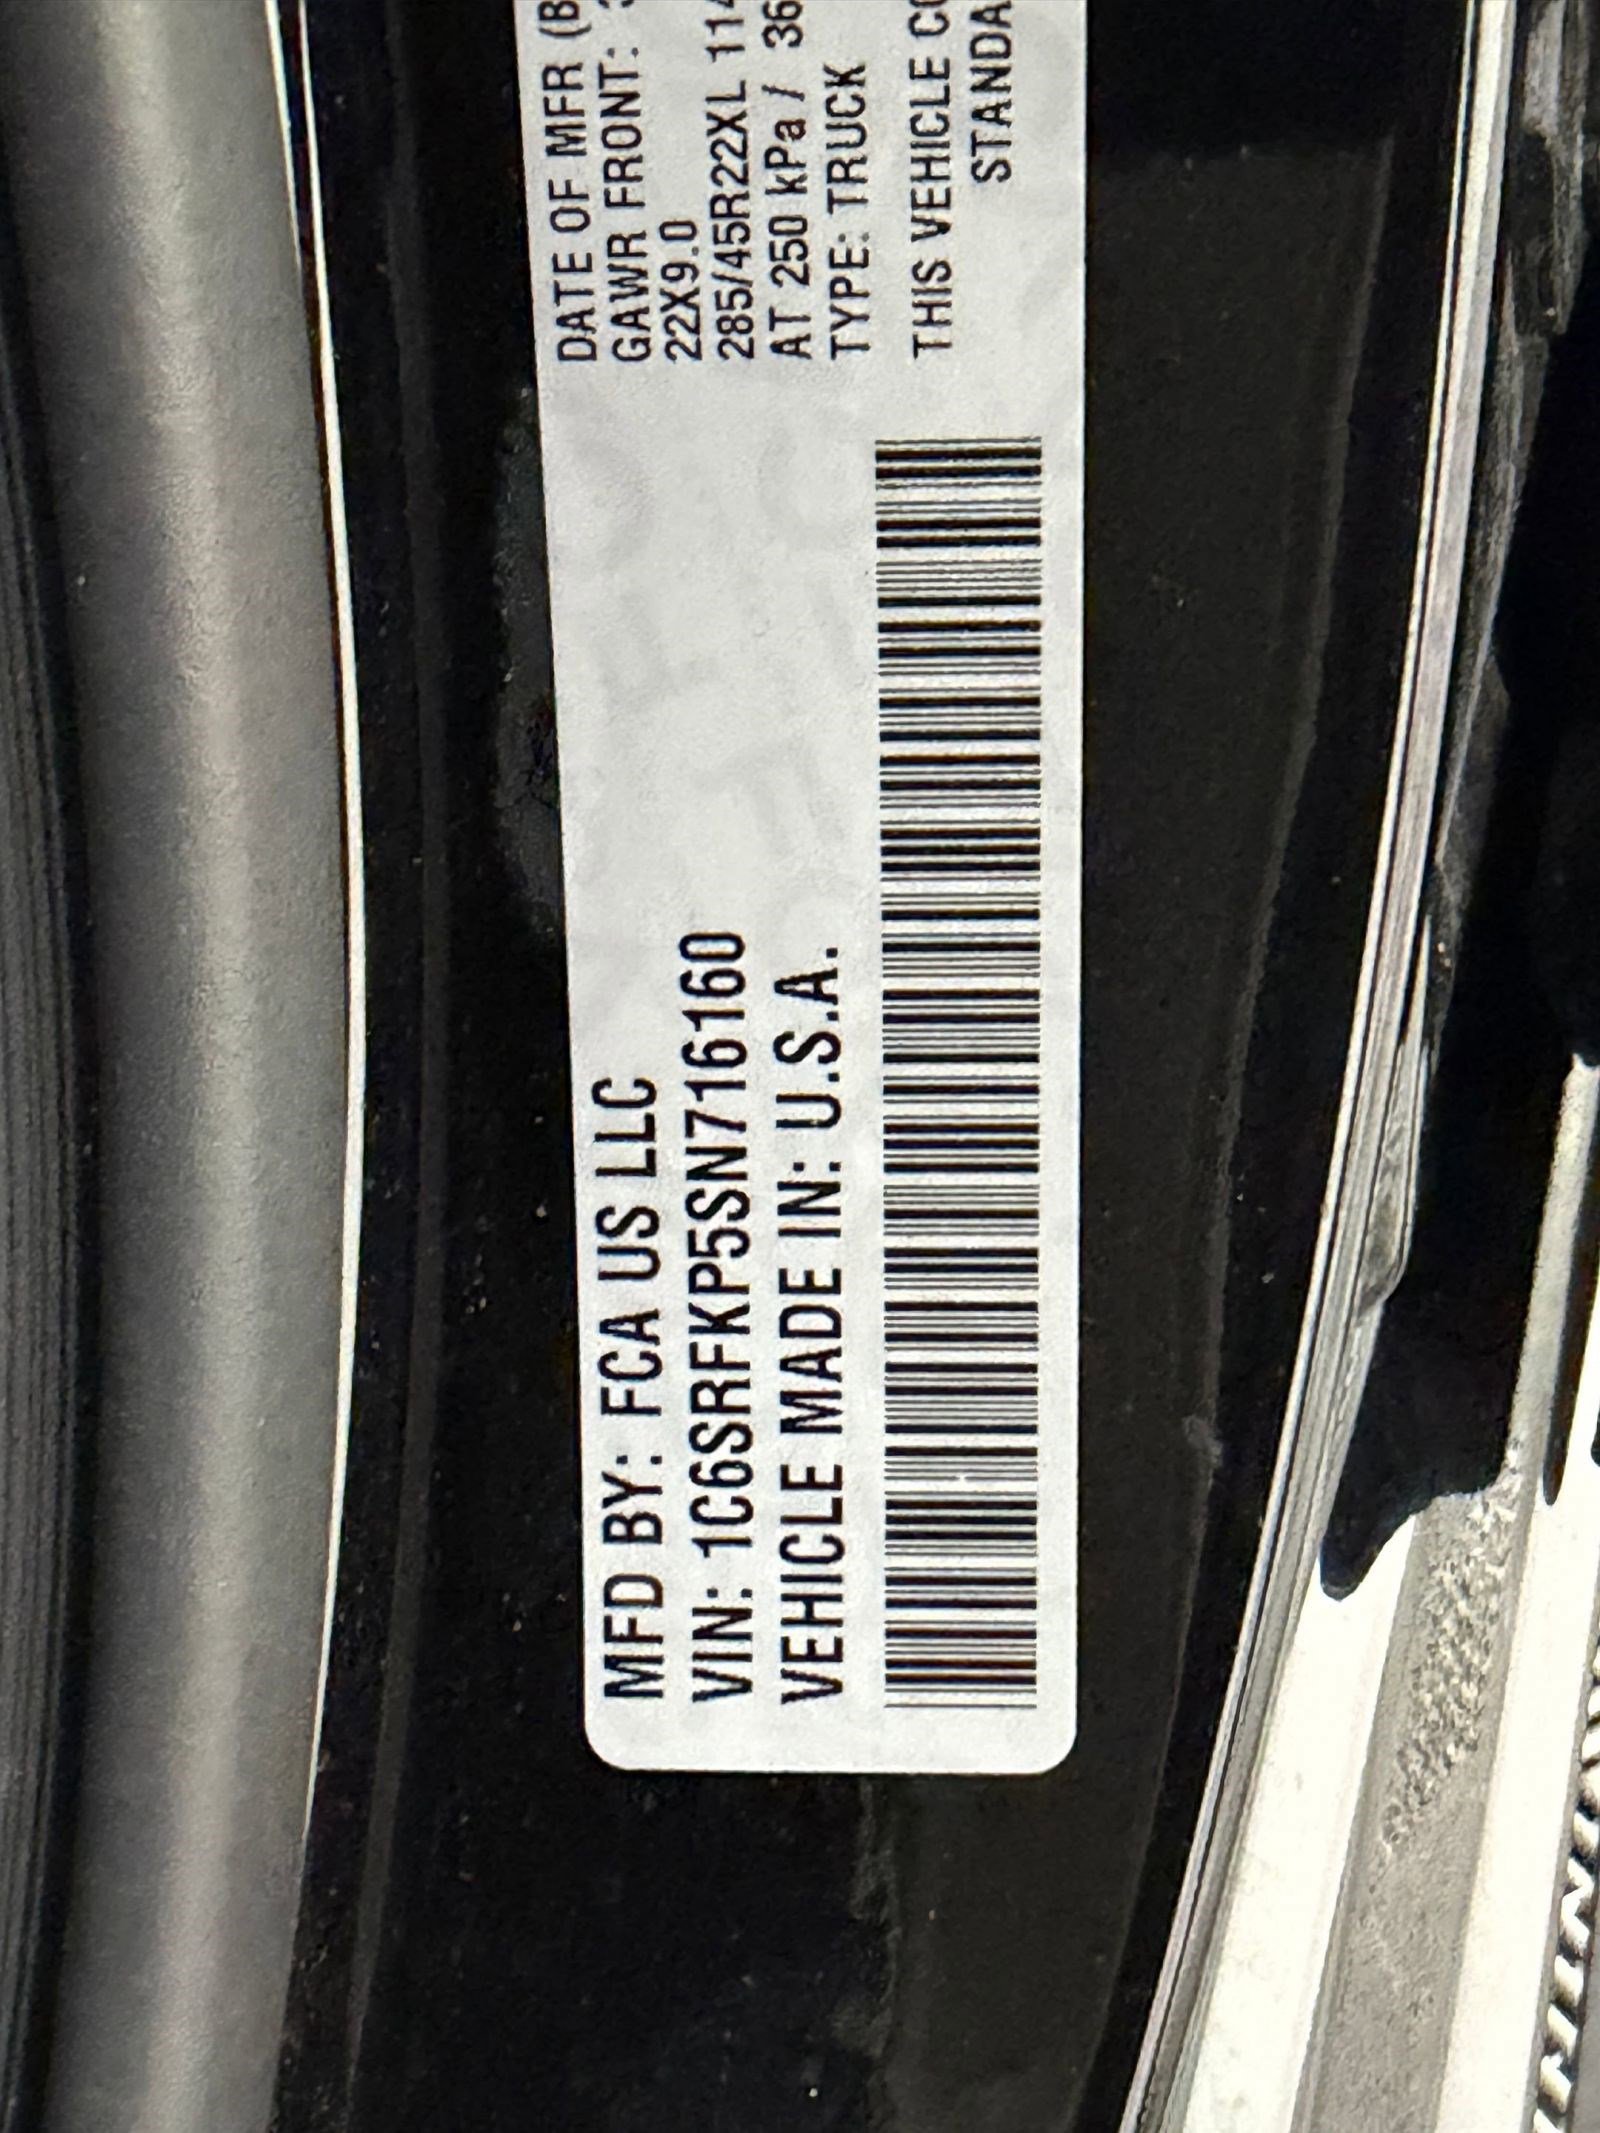 MFD BY: FCA US LLC
VIN: 1C6SRFKP5SN716160
VEHICLE MADE IN: U.S.A.
DATE OF MFR (B
GAWR FRONT: 3
22X9.0
285/45R22XL 114
AT 250 kPa / 36
TYPE: TRUCK
THIS VEHICLE CO
STANDA